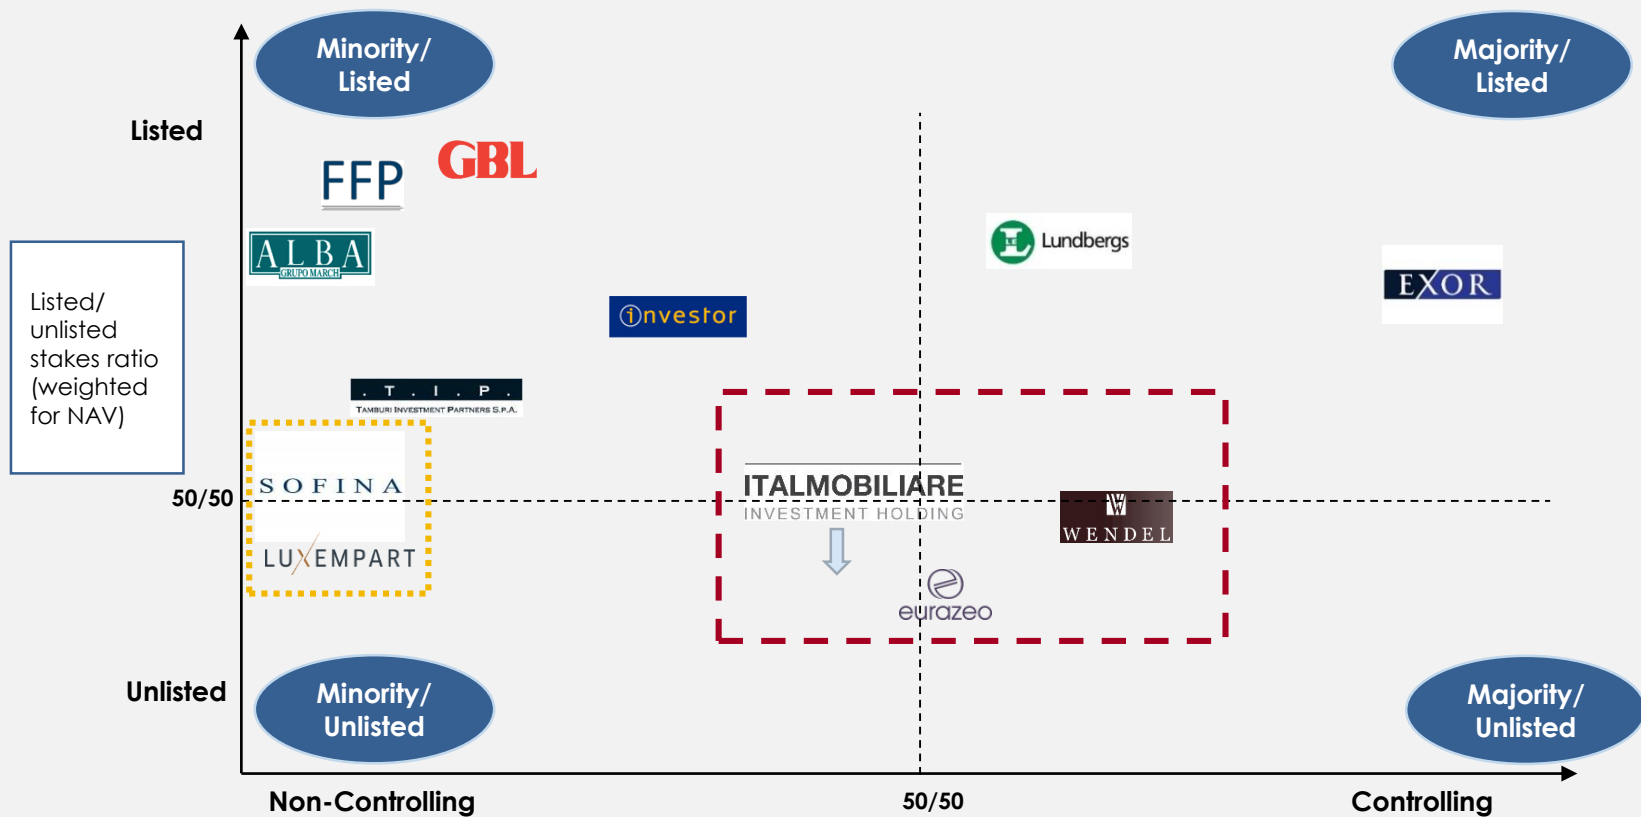 Minority/
Listed
Majority/
Listed
Listed
FFP
GBL
ALBA
GRUPO MARCH
Lundbergs
EXOR
investor
Listed/
unlisted
stakes ratio
(weighted
for NAV)
. T . I . P .
TAMBURI INVESTMENT PARTNERS S.P.A.
SOFINA
50/50
ITALMOBILIARE
INVESTMENT HOLDING
W
WENDEL
LUXEMPART
eurazeo
Unlisted
Minority/
Unlisted
Majority/
Unlisted
Non-Controlling
50/50
Controlling